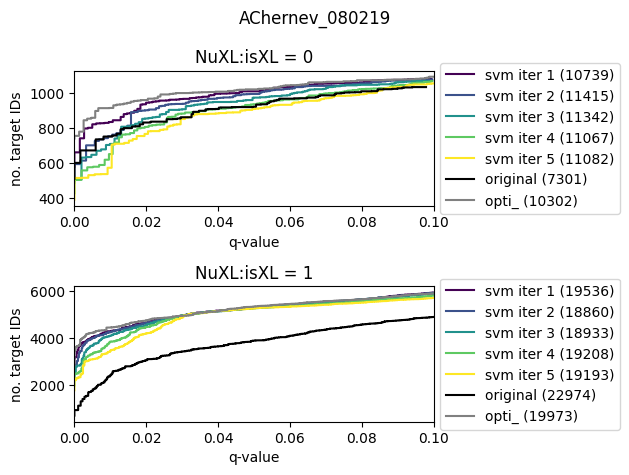 AChernev_080219
NuXL:isXL = 0
no. target IDs
1000
800
600
400
0.00 0.02 0.04 0.06 0.08 0.10
q-value
svm iter 1 (10739)
svm iter 2 (11415)
svm iter 3 (11342)
svm iter 4 (11067)
svm iter 5 (11082)
original (7301)
opti_ (10302)
NuXL:isXL = 1
no. target IDs
6000
4000
2000
0.00 0.02 0.04 0.06 0.08 0.10
q-value
svm iter 1 (19536)
svm iter 2 (18860)
svm iter 3 (18933)
svm iter 4 (19208)
svm iter 5 (19193)
original (22974)
opti_ (19973)